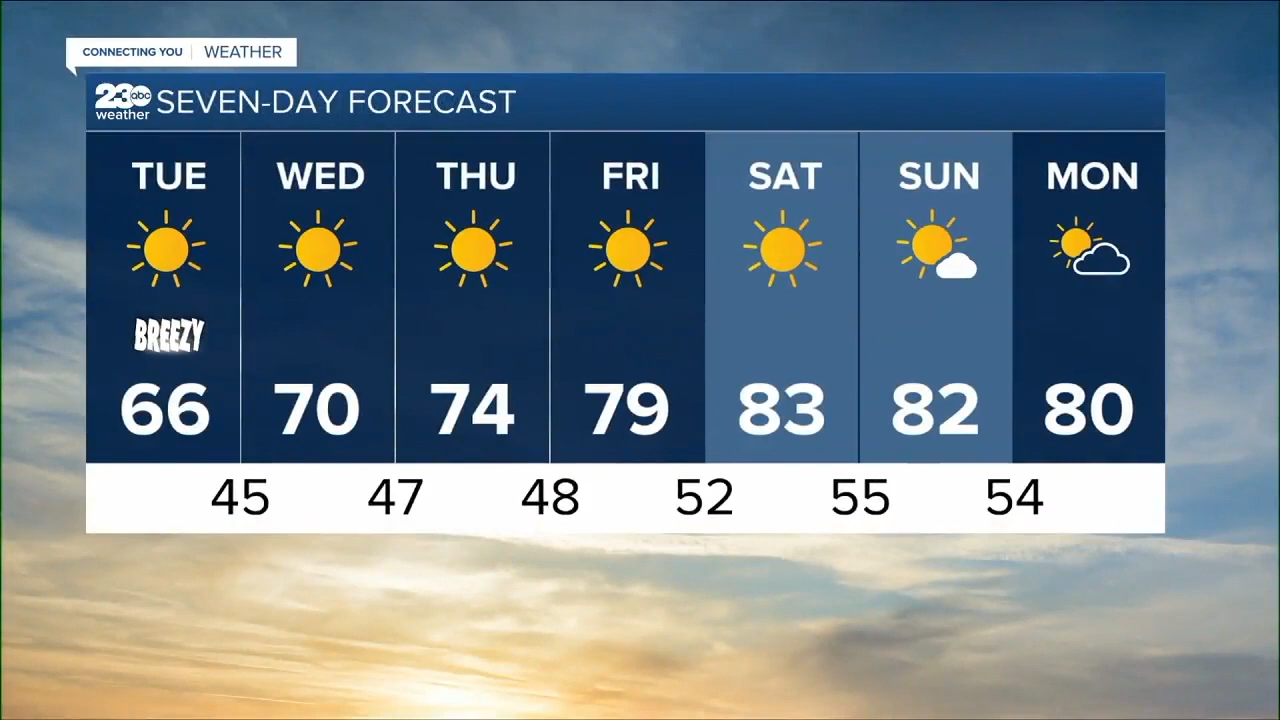 CONNECTING YOU | WEATHER
23 abc
weather
SEVEN-DAY FORECAST
TUE WED THU FRI SAT SUN MON
BREEZY
66 70 74 79 83 82 80
45 47 48 52 55 54